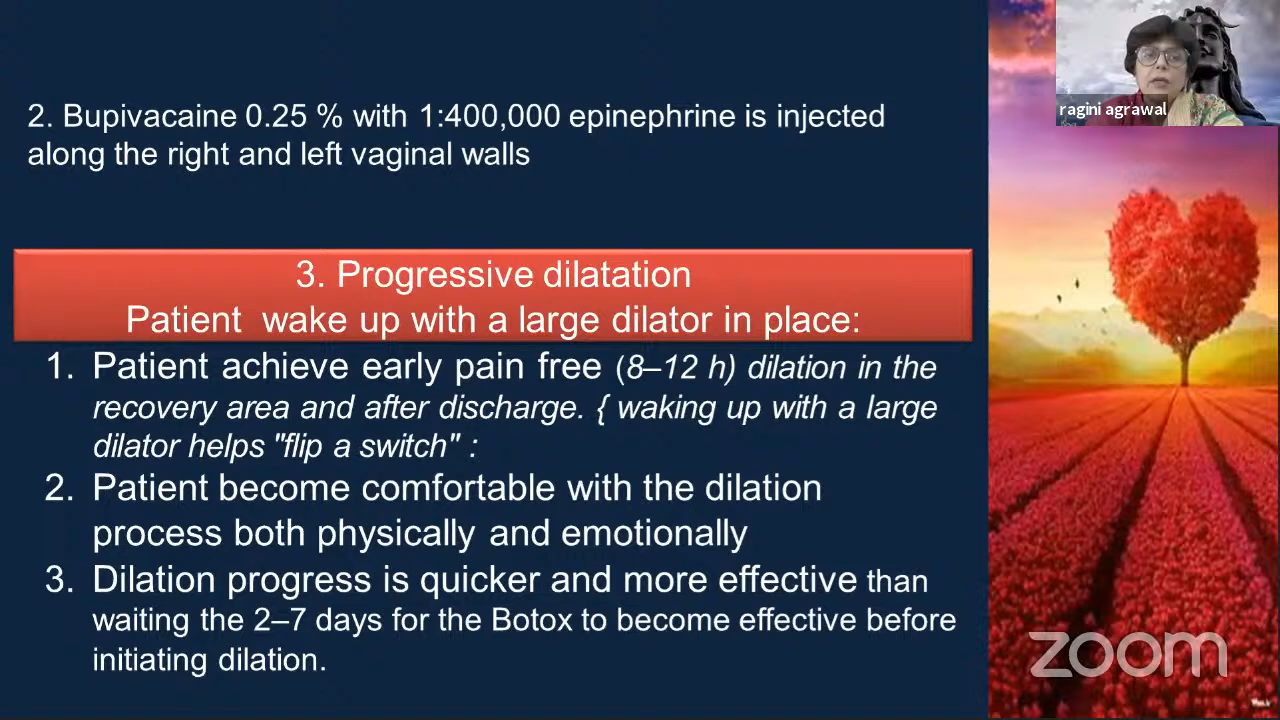 2. Bupivacaine 0.25 % with 1:400,000 epinephrine is injected
along the right and left vaginal walls
3. Progressive dilatation
Patient wake up with a large dilator in place:
1. Patient achieve early pain free (8–12 h) dilation in the
recovery area and after discharge. { waking up with a large
dilator helps "flip a switch" :
2. Patient become comfortable with the dilation
process both physically and emotionally
3. Dilation progress is quicker and more effective than
waiting the 2–7 days for the Botox to become effective before
initiating dilation.
ragini agrawal
zoom